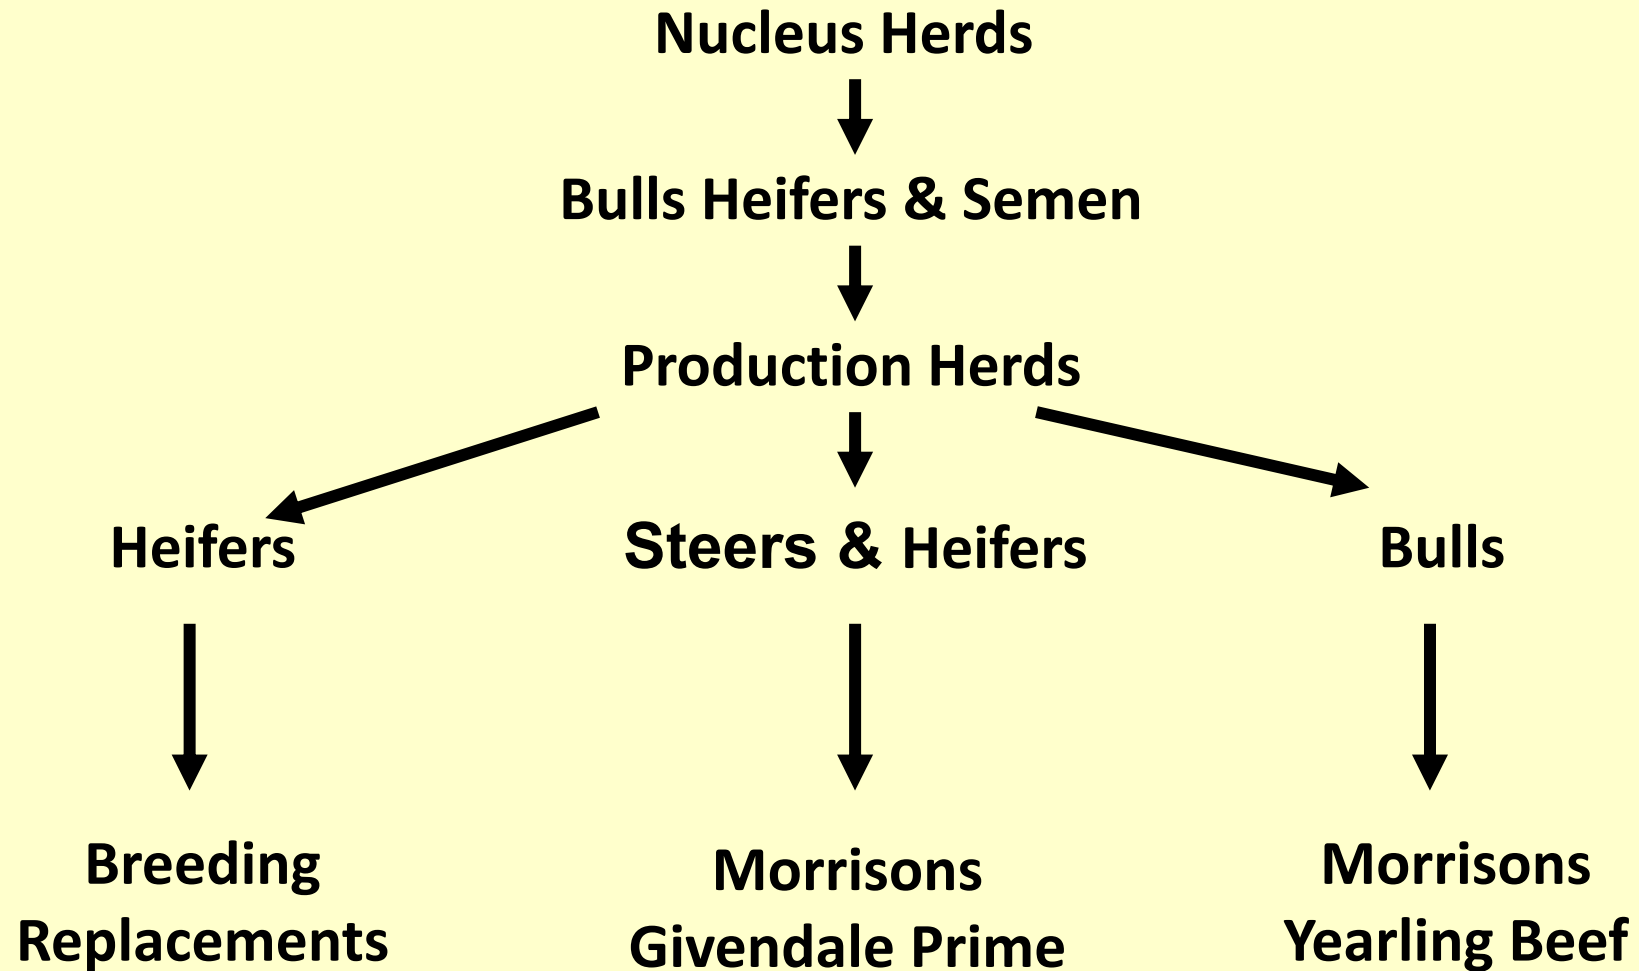 Nucleus Herds
Bulls Heifers & Semen
Production Herds
Heifers
Steers & Heifers
Bulls
Breeding
Replacements
Morrisons
Givendale Prime
Morrisons
Yearling Beef